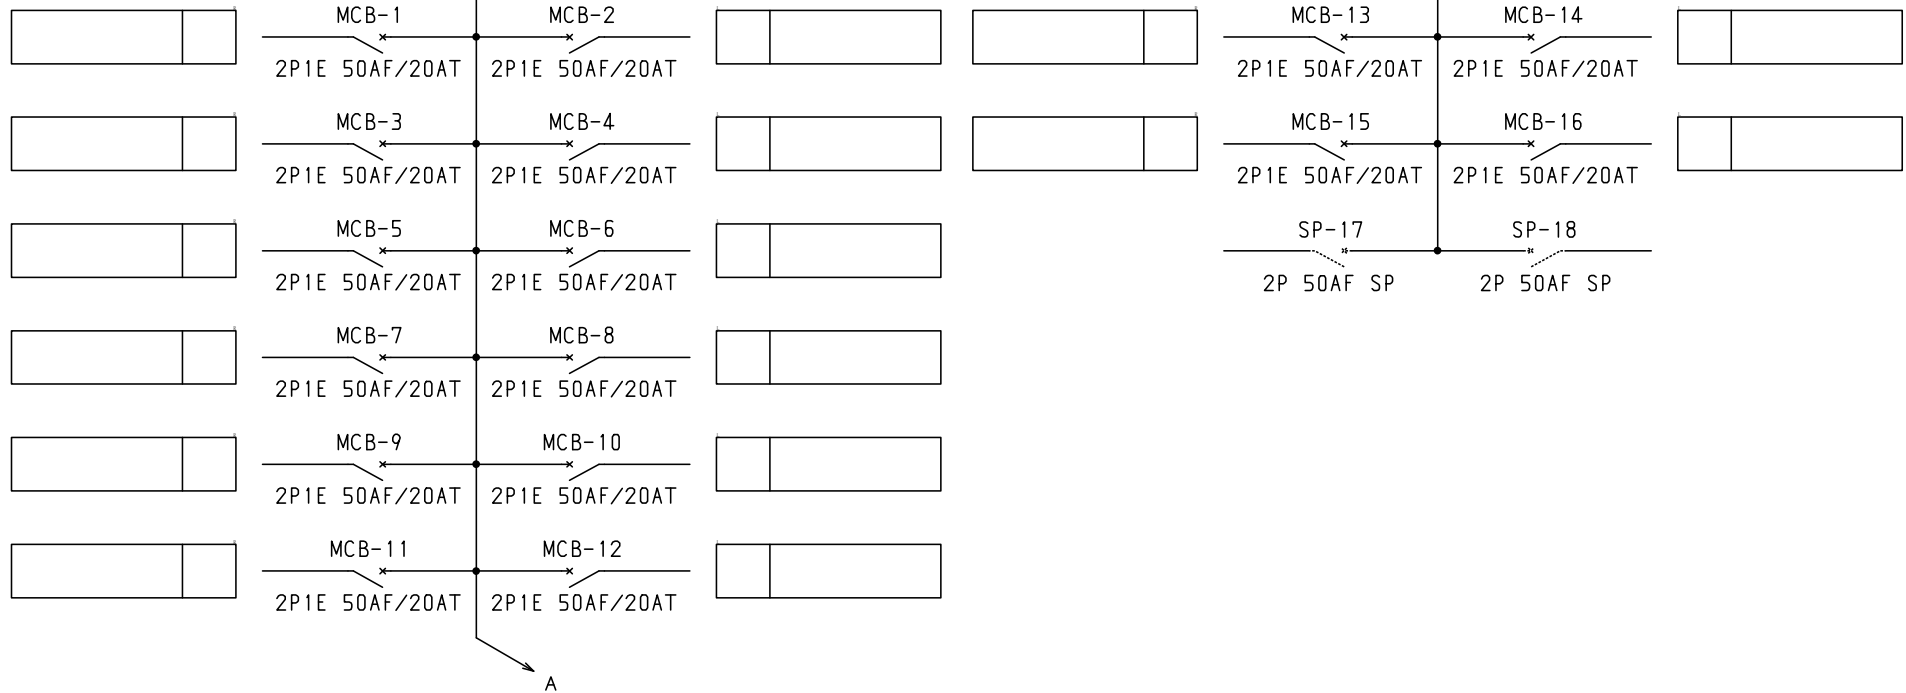 MCB-1 MCB-2
2P1E 50AF/20AT 2P1E 50AF/20AT
MCB-3 MCB-4
2P1E 50AF/20AT 2P1E 50AF/20AT
MCB-5 MCB-6
2P1E 50AF/20AT 2P1E 50AF/20AT
MCB-7 MCB-8
2P1E 50AF/20AT 2P1E 50AF/20AT
MCB-9 MCB-10
2P1E 50AF/20AT 2P1E 50AF/20AT
MCB-11 MCB-12
2P1E 50AF/20AT 2P1E 50AF/20AT
A
MCB-13 MCB-14
2P1E 50AF/20AT 2P1E 50AF/20AT
MCB-15 MCB-16
2P1E 50AF/20AT 2P1E 50AF/20AT
SP-17 SP-18
2P 50AF SP 2P 50AF SP